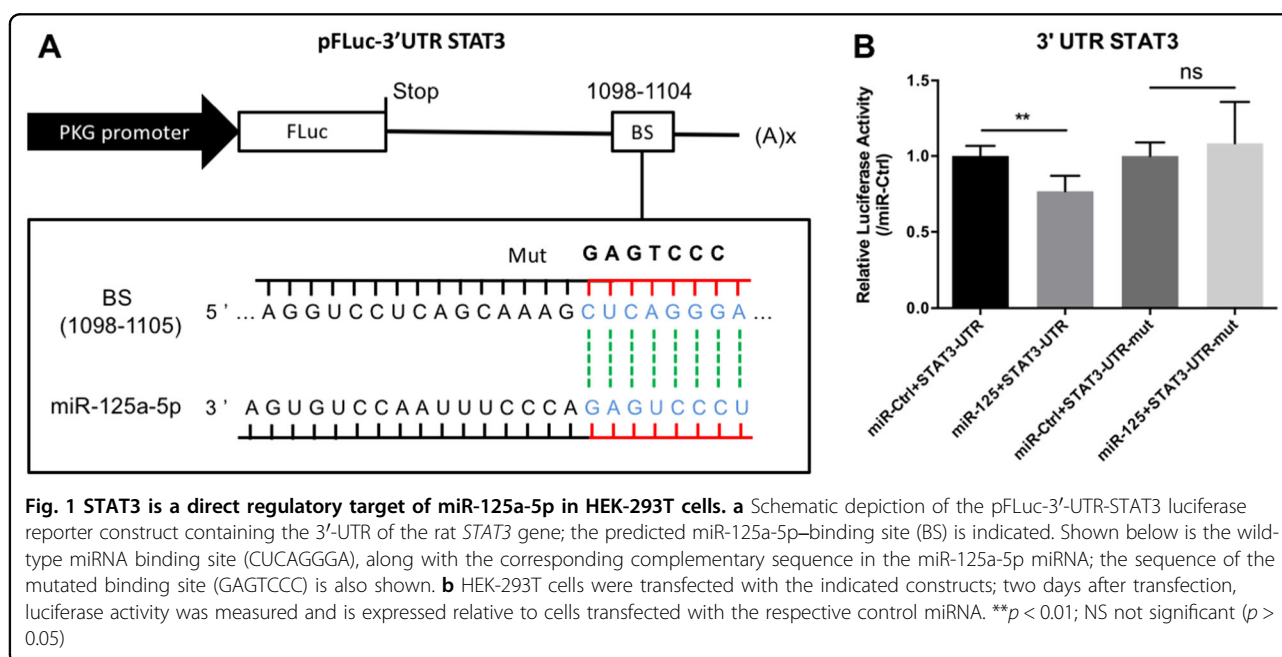 A
pFLuc-3′UTR STAT3
PKG promoter
FLuc
Stop
1098-1104
BS
(A)x
Mut
G A G T C C C
BS
(1098-1105)
5 ' ... A G G U C C U C A G C A A A G C U C A G G G A ...
miR-125a-5p
3 ' A G U G U C C A A U U U C C C A G A G U C C C U
B
3' UTR STAT3
Relative Luciferase Activity
(/miR-Ctrl)
1.5
1.0
0.5
0.0
**
ns
miR-Ctrl+STAT3-UTR
miR-125+STAT3-UTR
miR-Ctrl+STAT3-UTR-mut
miR-125+STAT3-UTR-mut
Fig. 1 STAT3 is a direct regulatory target of miR-125a-5p in HEK-293T cells. a Schematic depiction of the pFLuc-3′-UTR-STAT3 luciferase
reporter construct containing the 3′-UTR of the rat STAT3 gene; the predicted miR-125a-5p–binding site (BS) is indicated. Shown below is the wild-
type miRNA binding site (CUCAGGGA), along with the corresponding complementary sequence in the miR-125a-5p miRNA; the sequence of the
mutated binding site (GAGTCCC) is also shown. b HEK-293T cells were transfected with the indicated constructs; two days after transfection,
luciferase activity was measured and is expressed relative to cells transfected with the respective control miRNA. **p < 0.01; NS not significant (p >
0.05)